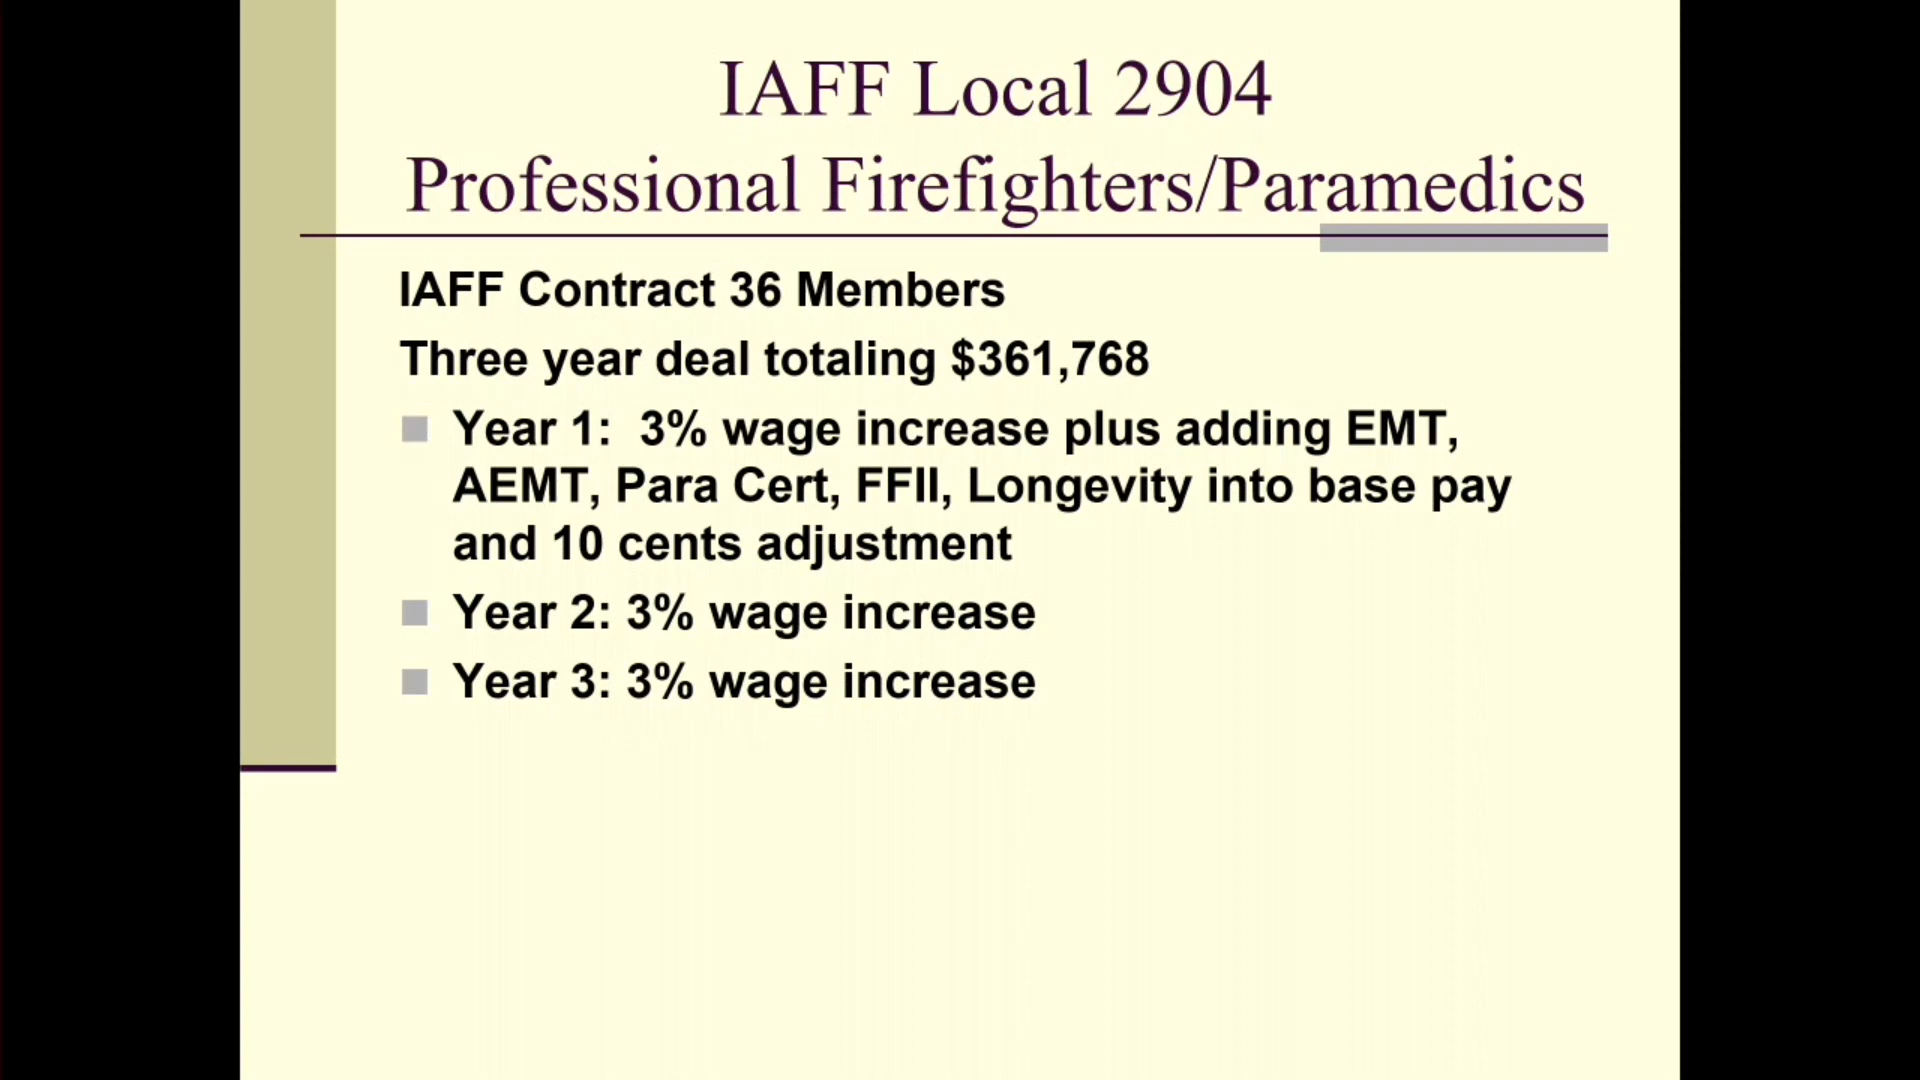 IAFF Local 2904
Professional Firefighters/Paramedics
IAFF Contract 36 Members
Three year deal totaling $361,768
Year 1:  3% wage increase plus adding EMT,
AEMT, Para Cert, FFII, Longevity into base pay
and 10 cents adjustment
Year 2: 3% wage increase
Year 3: 3% wage increase